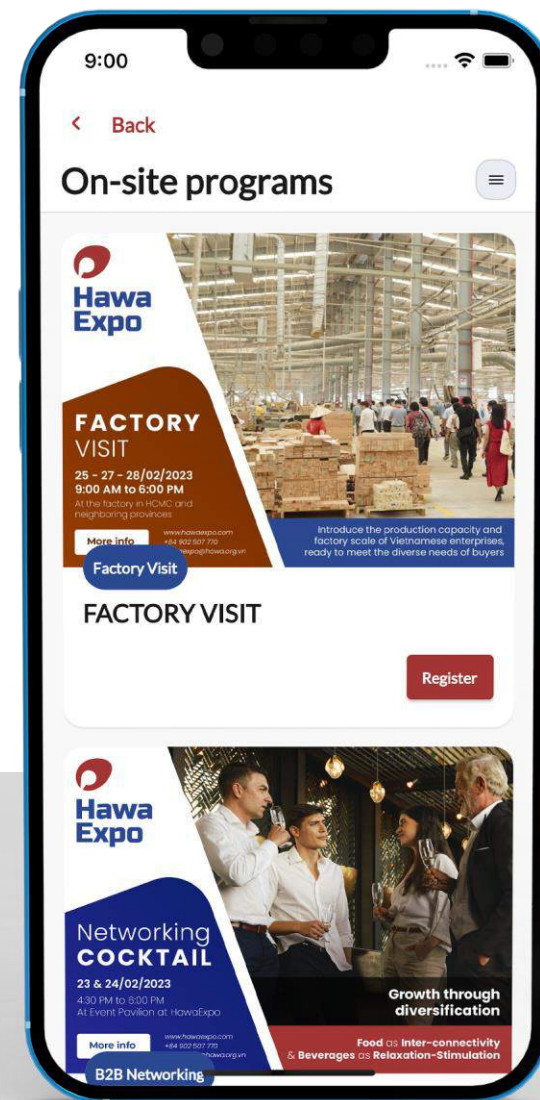 9:00
Back
On-site programs
Hawa
Expo
FACTORY
VISIT
25 - 27 - 28/02/2023
9:00 AM to 6:00 PM
At the factory in HCMC and
neighboring provinces
More info
www.hawaexpo.com
+84 902 507 770
Introduce the production capacity and
factory scale of Vietnamese enterprises,
ready to meet the diverse needs of buyers
Factory Visit
FACTORY VISIT
Register
Hawa
Expo
Networking
COCKTAIL
23 & 24/02/2023
4:30 PM to 6:00 PM
At Event Pavilion at HawaExpo
More info
www.hawaexpo.com
+84 902 507 770
Growth through
diversification
Food as Inter-connectivity
& Beverages as Relaxation-Stimulation
B2B Networking